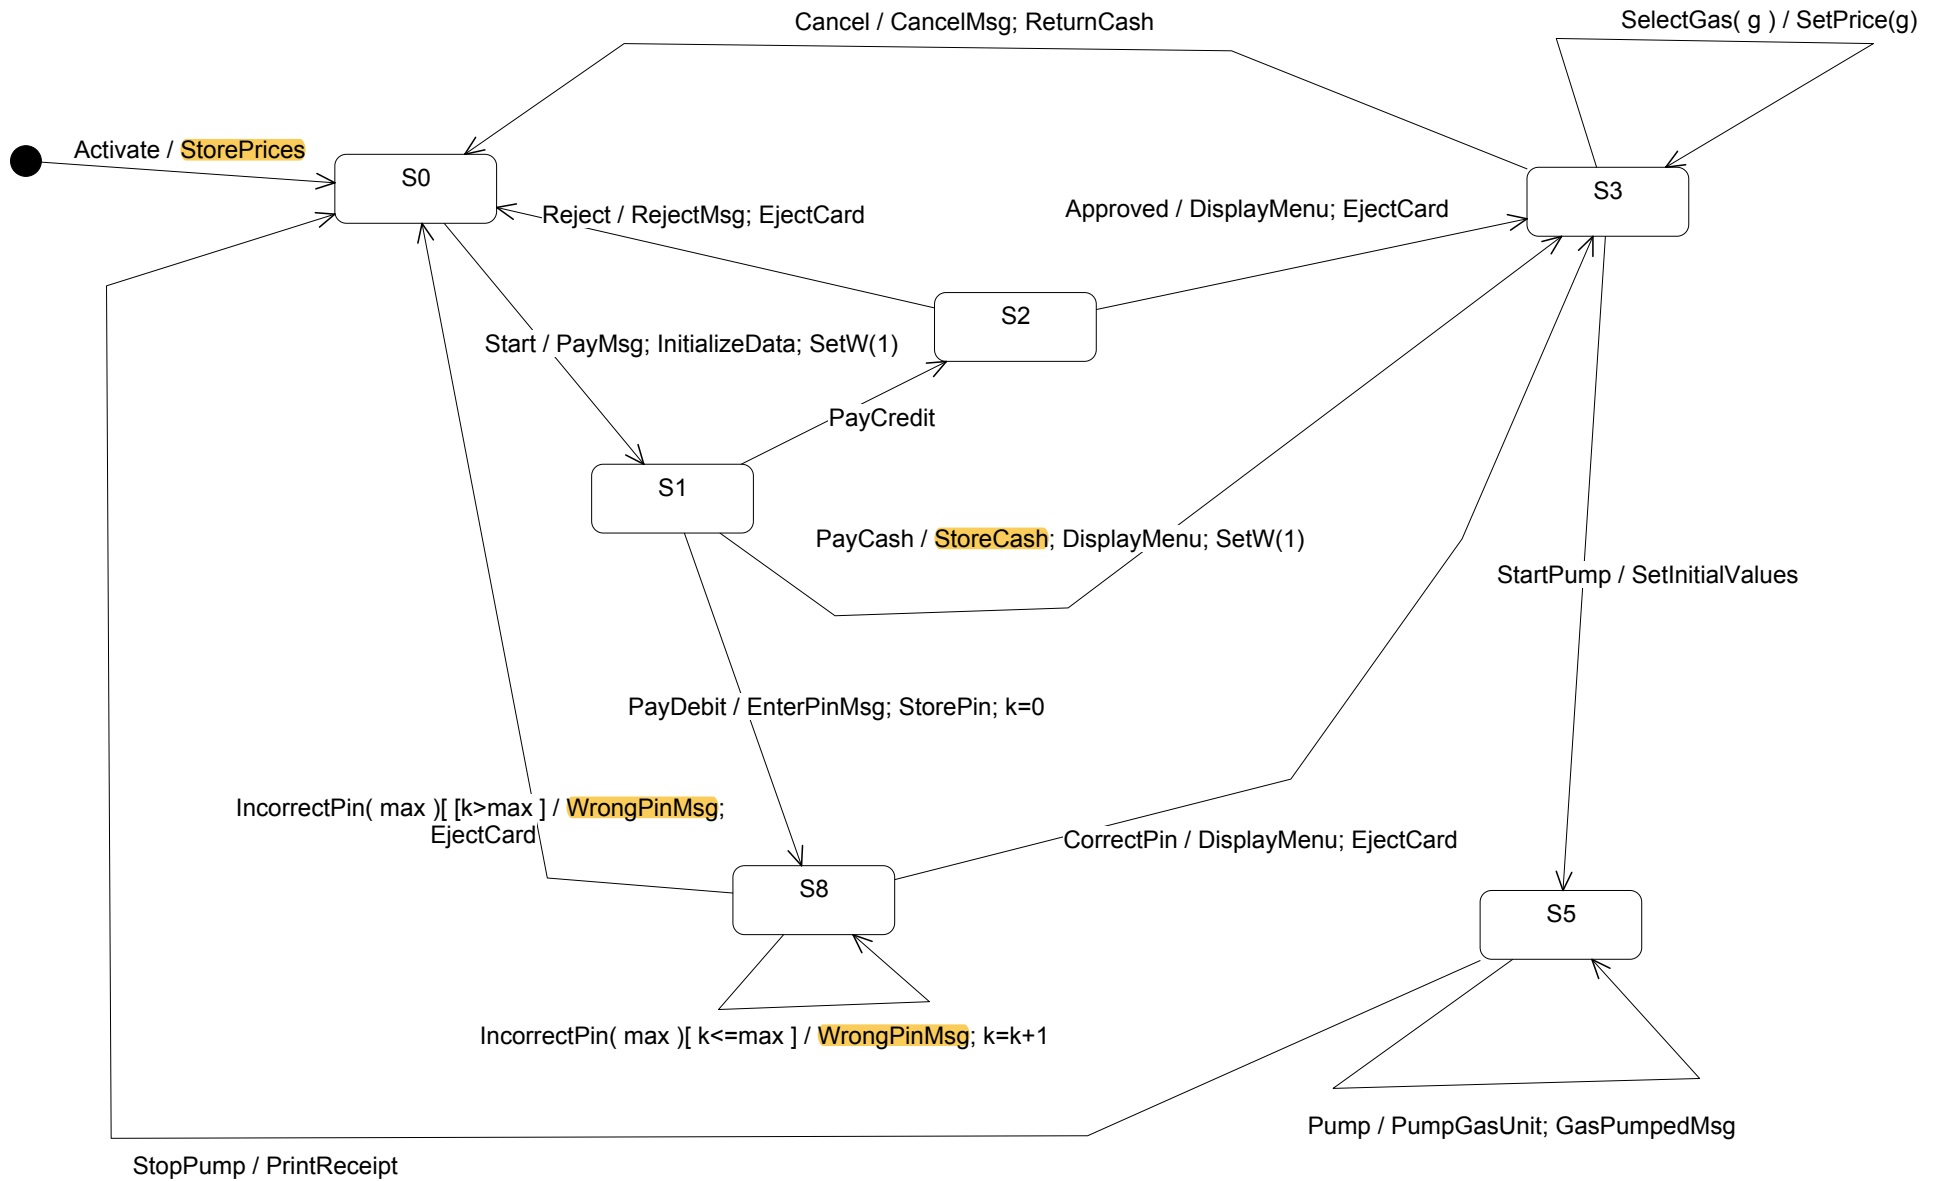 Cancel / CancelMsg; ReturnCash
SelectGas( g ) / SetPrice(g)
Activate / StorePrices
S0
S3
Reject / RejectMsg; EjectCard
Approved / DisplayMenu; EjectCard
S2
Start / PayMsg; InitializeData; SetW(1)
PayCredit
S1
PayCash / StoreCash; DisplayMenu; SetW(1)
StartPump / SetInitialValues
PayDebit / EnterPinMsg; StorePin; k=0
IncorrectPin( max )[ [k>max ] / WrongPinMsg;
EjectCard
CorrectPin / DisplayMenu; EjectCard
S8
S5
IncorrectPin( max )[ k<=max ] / WrongPinMsg; k=k+1
Pump / PumpGasUnit; GasPumpedMsg
StopPump / PrintReceipt